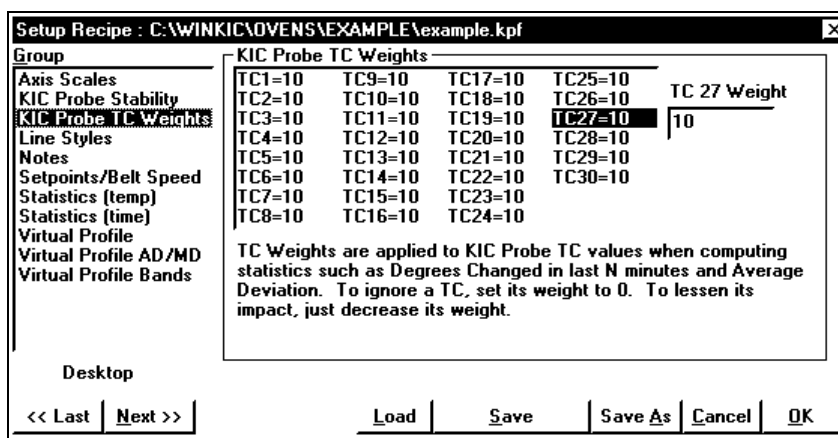 Setup Recipe : C:\WINKIC\OVENS\EXAMPLE\example.kpf
Group
Axis Scales
KIC Probe Stability
KIC Probe TC Weights
Line Styles
Notes
Setpoints/Belt Speed
Statistics (temp)
Statistics (time)
Virtual Profile
Virtual Profile AD/MD
Virtual Profile Bands
KIC Probe TC Weights
TC1=10 TC9=10 TC17=10 TC25=10
TC2=10 TC10=10 TC18=10 TC26=10
TC3=10 TC11=10 TC19=10 TC27=10
TC4=10 TC12=10 TC20=10 TC28=10
TC5=10 TC13=10 TC21=10 TC29=10
TC6=10 TC14=10 TC22=10 TC30=10
TC7=10 TC15=10 TC23=10
TC8=10 TC16=10 TC24=10
TC 27 Weight
10
TC Weights are applied to KIC Probe TC values when computing
statistics such as Degrees Changed in last N minutes and Average
Deviation. To ignore a TC, set its weight to 0. To lessen its
impact, just decrease its weight.
Desktop
<< Last Next >> Load Save Save As Cancel OK